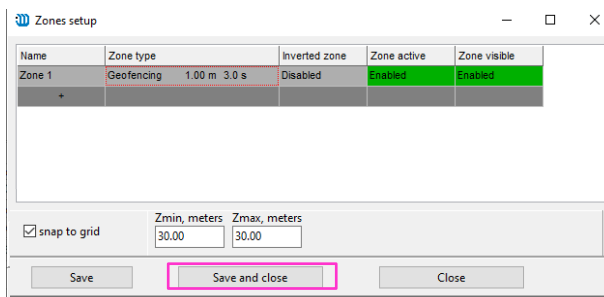 Zones setup
Name Zone type Inverted zone Zone active Zone visible
Zone 1 Geofencing 1.00 m 3.0 s Disabled Enabled Enabled
+
Zmin, meters Zmax, meters
snap to grid 30.00 30.00
Save Save and close Close